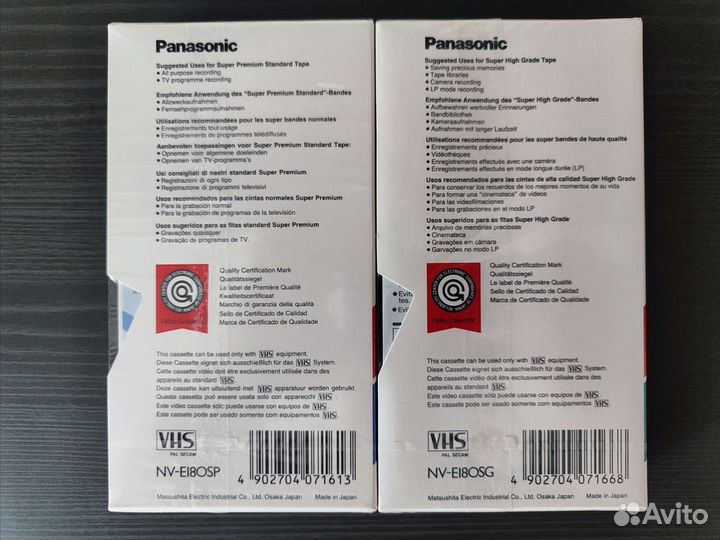 Panasonic
Suggested Uses for Super Premium Standard Tape
• All purpose recording
• TV programme recording
Empfohlene Anwendung des "Super Premium Standard"-Bandes
• Allzweckaufnahmen
• Fernsehprogrammaufnahmen
Utilisations recommandées pour les super bandes normales
• Enregistrements tout usage
• Enregistrements de programmes télédiffusés
Aanbevolen toepassingen voor Super Premium Standard Tape:
• Opnemen voor algemene doeleinden
• Opnemen van TV-programma's
Usi consigliati di nastri standard Super Premium
• Registrazioni di ogni tipo
• Registrazione di programmi televisivi
Usos recomendados para las cintas normales Super Premium
• Para la grabación normal
• Para la grabación de programas de la televisión
Usos sugeridos para as fitas standard Super Premium
• Gravações quaisquer
• Gravação de programas de TV.
Quality Certification Mark
Qualitätssiegel
Le label de Première Qualité
Kwaliteitscertificaat
Marchio di garanzia della qualità
Sello de Certificado de Calidad
Marca de Certificado de Qualidade
Video Cassette
This cassette can be used only with VHS equipment.
Diese Cassette eignet sich ausschließlich für das VHS System.
Cette cassette vidéo doit être exclusivement utilisée dans des
appareils au standard VHS.
Deze cassette kan uitsluitend met VHS apparatuur worden gebruikt.
Questa cassetta può essere usata solo con apparecchi VHS.
Este video cassette sólo puede usarse con equipos de VHS.
Este cassete pode ser usado somente com equipamentos VHS.
VHS
PAL SECAM
NV-E180SP
4 902704 071613
Matsushita Electric Industrial Co., Ltd. Osaka Japan
Made in Japan
Panasonic
Suggested Uses for Super High Grade Tape
• Saving precious memories
• Tape libraries
• Camera recording
• LP mode recording
Empfohlene Anwendung des "Super High Grade"-Bandes
• Aufbewahren wertvoller Erinnerungen
• Bandbibliothek
• Kameraaufnahmen
• Aufnahmen mit langer Laufzeit
Utilisations recommandées pour les super bandes de haute qualité
• Enregistrements précieux
• Vidéothèques
• Enregistrements effectués avec une caméra
• Enregistrements effectués en mode longue durée (LP)
Usos recomendados para las cintas de alta calidad Super High Grade
• Para conservar los recuerdos de los mejores momentos de su vida
• Para formar una "cinemateca" de videotapes
• Para las videofilmaciones
• Para las grabaciones en el modo LP
Usos sugeridos para as fitas Super High Grade
• Arquivo de memórias preciosas
• Cinemateca
• Gravações em câmara
• Garvações no modo LP
• Evita
tes.
• Evite
Quality Certification Mark
Qualitätssiegel
Le label de Première Qualité
Sello de Certificado de Calidad
Marca de Certificado de Qualidade
Video Cassette
This cassette can be used only with VHS equipment.
Diese Cassette eignet sich ausschließlich für das VHS System.
Cette cassette vidéo doit être exclusivement utilisée dans des
appareils au standard VHS.
Este video cassette sólo puede usarse con equipos de VHS.
Este cassete pode ser usado somente com equipamentos VHS.
VHS
PAL SECAM
NV-E180SG
4 902704 071668
Matsushita Electric Industrial Co., Ltd. Osaka Japan
Made in Japan
Avito